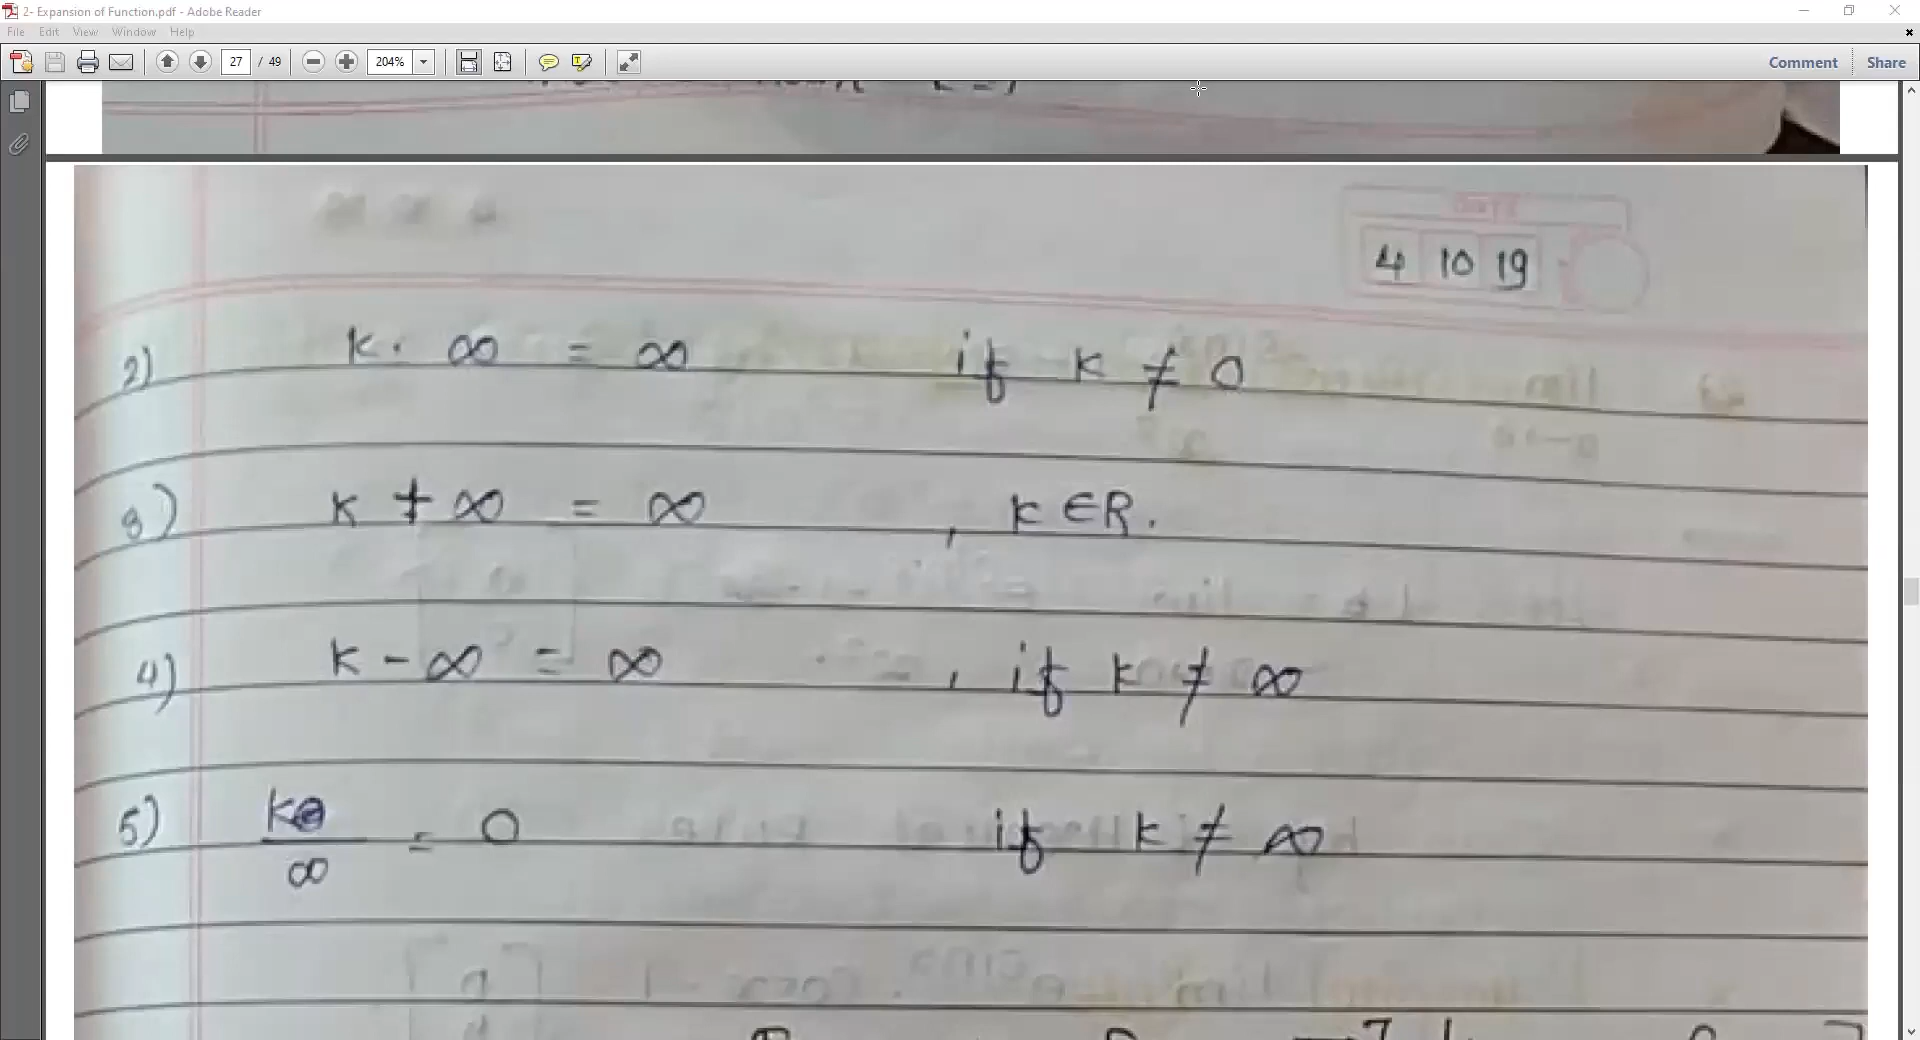 2- Expansion of Function.pdf - Adobe Reader
File Edit View Window Help
27 / 49 204% Comment Share
4 10 19
2) k. ∞ = ∞ if k ≠ 0
3) k + ∞ = ∞ , k ∈ R.
4) k - ∞ = ∞ , if k ≠ ∞
5) k/∞ = 0 if k ≠ ∞